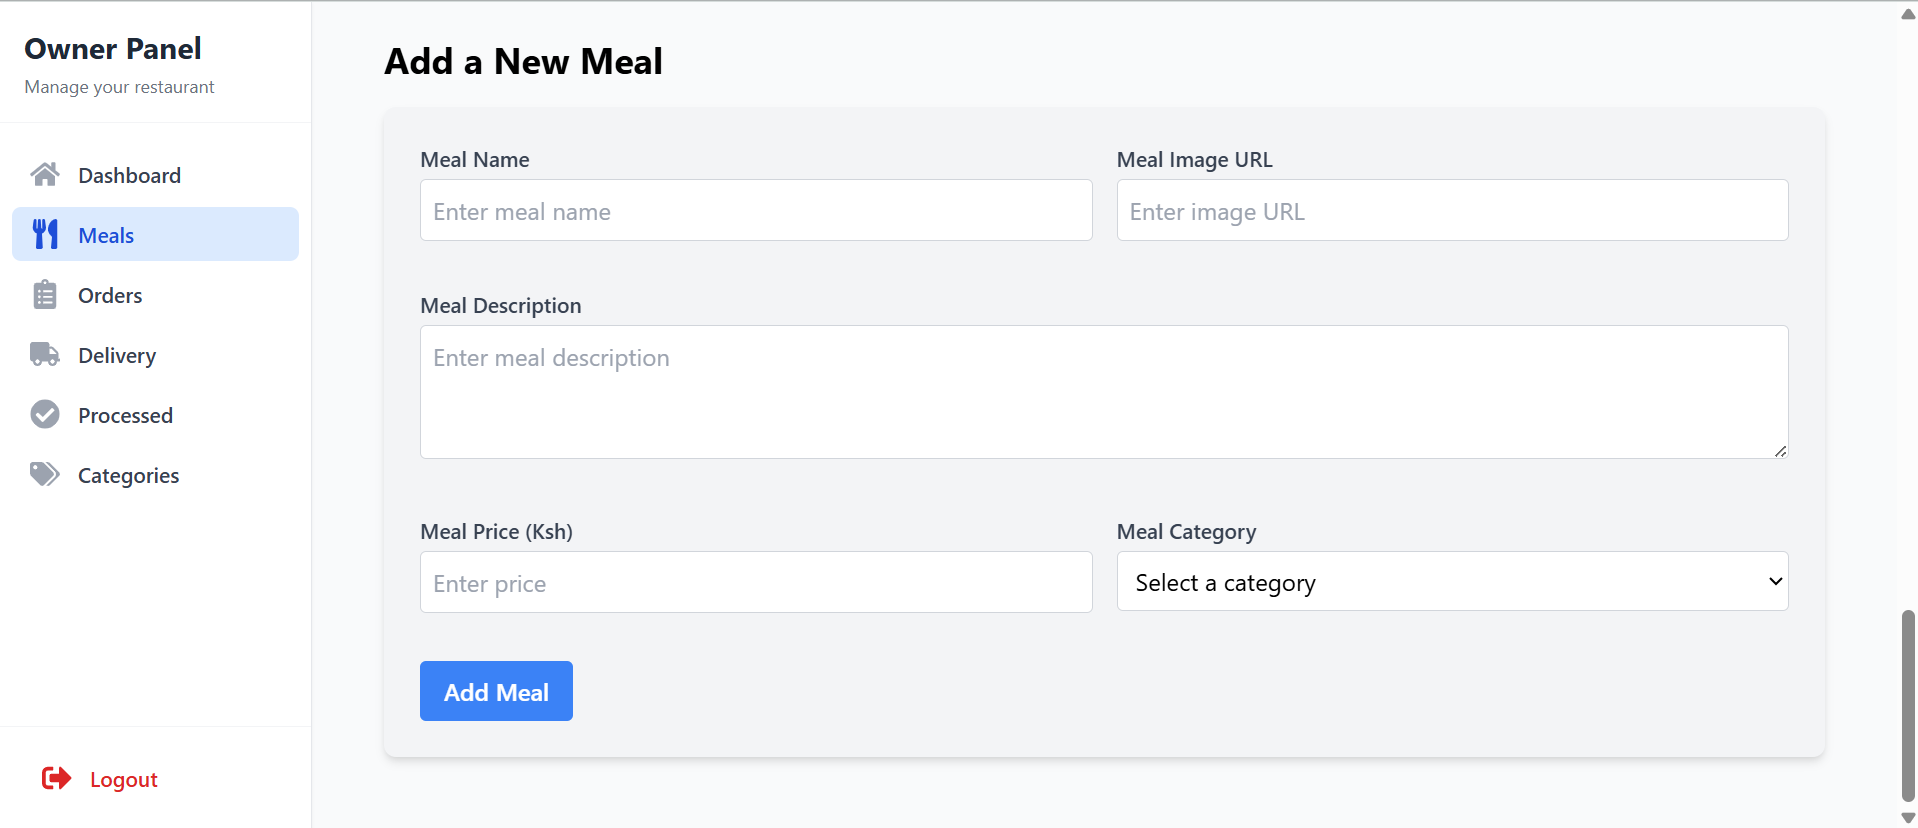 Owner Panel
Manage your restaurant
Dashboard
Meals
Orders
Delivery
Processed
Categories
Logout
Add a New Meal
Meal Name
Enter meal name
Meal Image URL
Enter image URL
Meal Description
Enter meal description
Meal Price (Ksh)
Enter price
Meal Category
Select a category
Add Meal